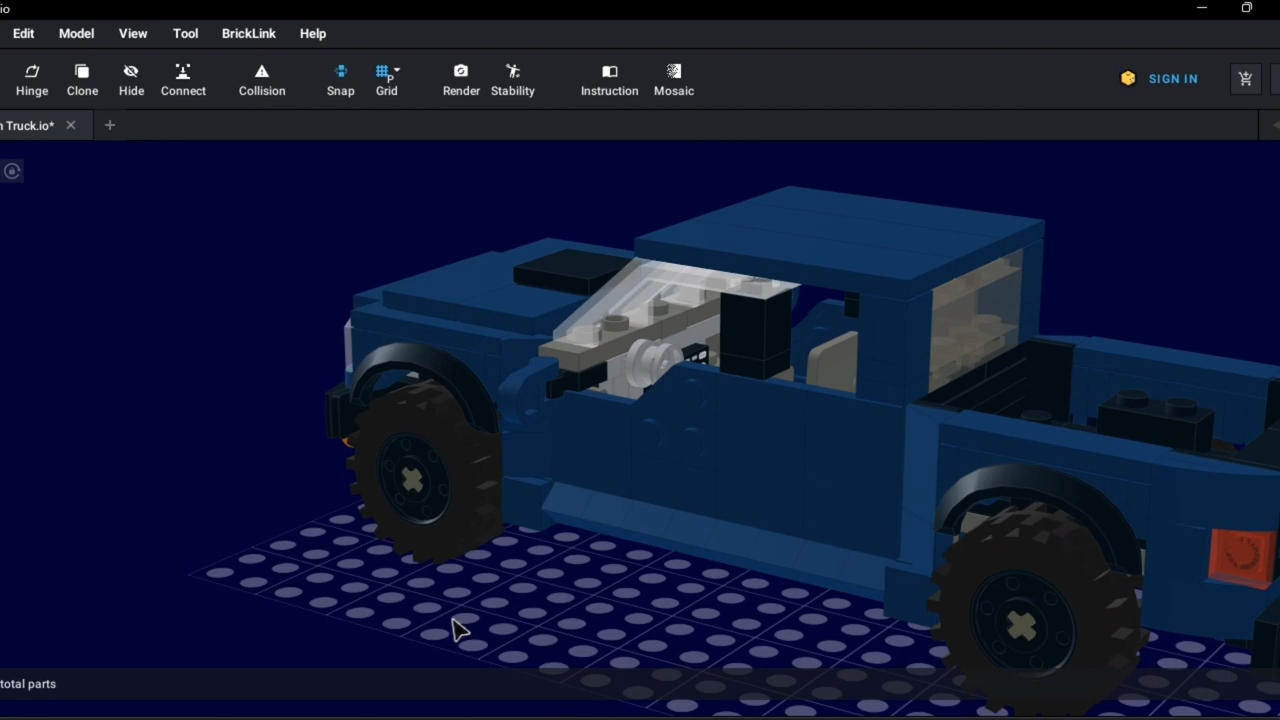 io
Edit Model View Tool BrickLink Help
Hinge Clone Hide Connect Collision Snap Grid Render Stability Instruction Mosaic SIGN IN
P
n Truck.io*
total parts